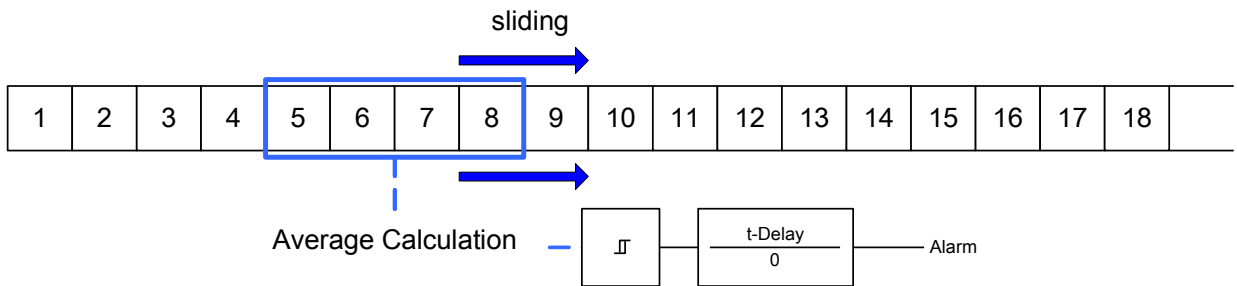 sliding
1 2 3 4 5 6 7 8 9 10 11 12 13 14 15 16 17 18
Average Calculation
t-Delay
0
Alarm